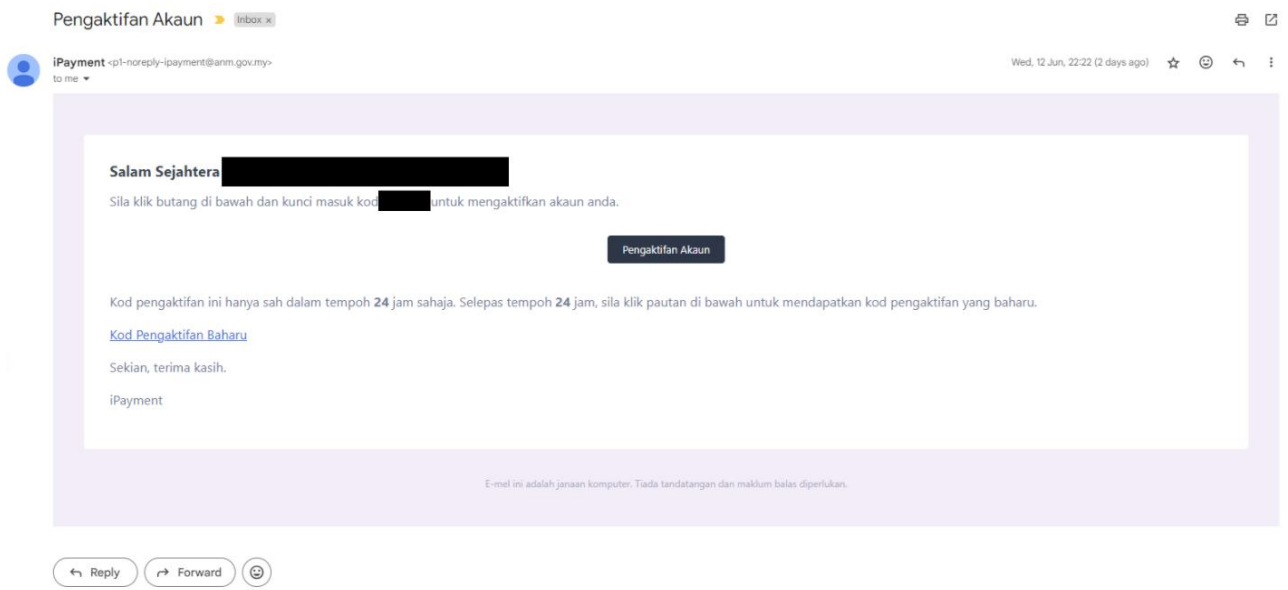 Pengaktifan Akaun Inbox x
iPayment <p1-noreply-ipayment@anm.gov.my> Wed, 12 Jun, 22:22 (2 days ago)
to me
Salam Sejahtera
Sila klik butang di bawah dan kunci masuk kod untuk mengaktifkan akaun anda.
Pengaktifan Akaun
Kod pengaktifan ini hanya sah dalam tempoh 24 jam sahaja. Selepas tempoh 24 jam, sila klik pautan di bawah untuk mendapatkan kod pengaktifan yang baharu.
Kod Pengaktifan Baharu
Sekian, terima kasih.
iPayment
E-mel ini adalah janaan komputer. Tiada tandatangan dan maklum balas diperlukan.
Reply Forward